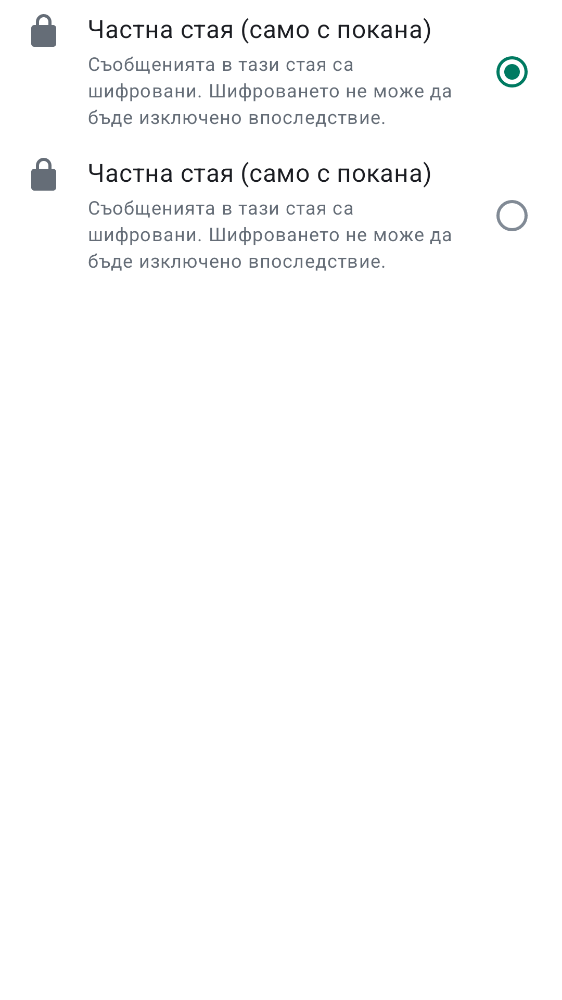 Частна стая (само с покана)
Съобщенията в тази стая са
шифровани. Шифроването не може да
бъде изключено впоследствие.
Частна стая (само с покана)
Съобщенията в тази стая са
шифровани. Шифроването не може да
бъде изключено впоследствие.